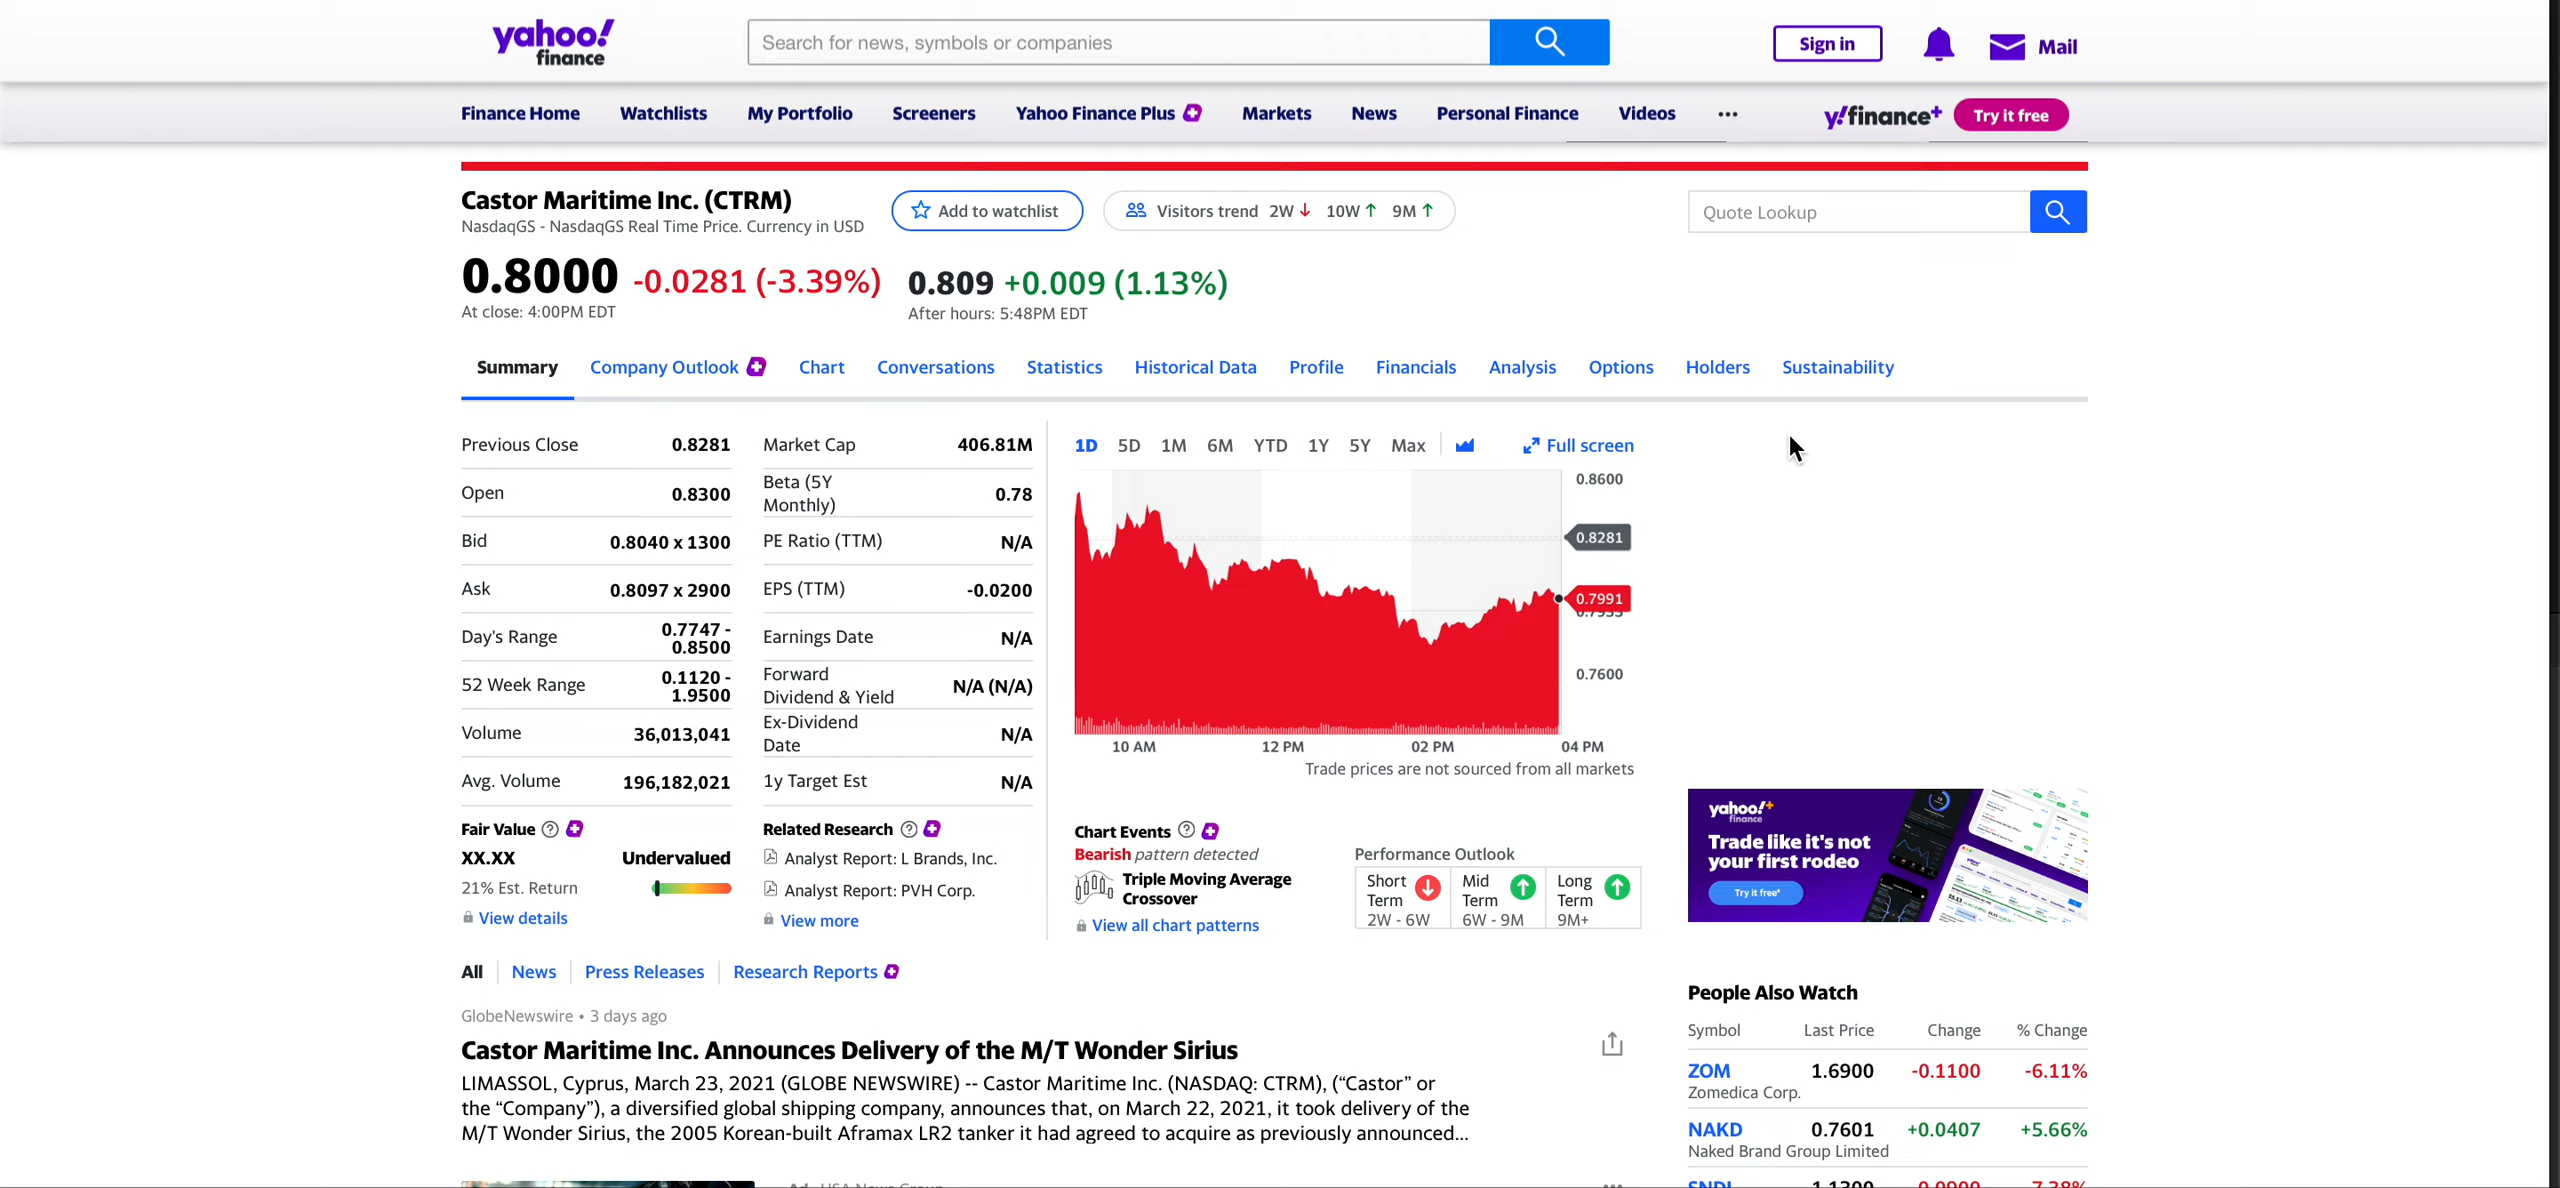 yahoo!
finance
Search for news, symbols or companies
Sign in
Mail
Finance Home Watchlists My Portfolio Screeners Yahoo Finance Plus Markets News Personal Finance Videos ... y!finance+ Try it free
Castor Maritime Inc. (CTRM)
NasdaqGS - NasdaqGS Real Time Price. Currency in USD
Add to watchlist
Visitors trend 2W↓ 10W↑ 9M↑
Quote Lookup
0.8000 -0.0281 (-3.39%)
At close: 4:00PM EDT
0.809 +0.009 (1.13%)
After hours: 5:48PM EDT
Summary Company Outlook Chart Conversations Statistics Historical Data Profile Financials Analysis Options Holders Sustainability
Previous Close 0.8281
Open 0.8300
Bid 0.8040 x 1300
Ask 0.8097 x 2900
Day's Range 0.7747 -
0.8500
52 Week Range 0.1120 -
1.9500
Volume 36,013,041
Avg. Volume 196,182,021
Market Cap 406.81M
Beta (5Y
Monthly) 0.78
PE Ratio (TTM) N/A
EPS (TTM) -0.0200
Earnings Date N/A
Forward
Dividend & Yield N/A (N/A)
Ex-Dividend
Date N/A
1y Target Est N/A
1D 5D 1M 6M YTD 1Y 5Y Max Full screen
0.8600
0.8281
0.7991
0.7600
10 AM 12 PM 02 PM 04 PM
Trade prices are not sourced from all markets
Fair Value
XX.XX Undervalued
21% Est. Return
View details
Related Research
Analyst Report: L Brands, Inc.
Analyst Report: PVH Corp.
View more
Chart Events
Bearish pattern detected
Triple Moving Average
Crossover
View all chart patterns
Performance Outlook
Short
Term
2W - 6W
Mid
Term
6W - 9M
Long
Term
9M+
yahoo!+
finance
Trade like it's not
your first rodeo
Try it free*
All News Press Releases Research Reports
GlobeNewswire • 3 days ago
Castor Maritime Inc. Announces Delivery of the M/T Wonder Sirius
LIMASSOL, Cyprus, March 23, 2021 (GLOBE NEWSWIRE) -- Castor Maritime Inc. (NASDAQ: CTRM), (“Castor” or
the “Company”), a diversified global shipping company, announces that, on March 22, 2021, it took delivery of the
M/T Wonder Sirius, the 2005 Korean-built Aframax LR2 tanker it had agreed to acquire as previously announced...
People Also Watch
Symbol Last Price Change % Change
ZOM 1.6900 -0.1100 -6.11%
Zomedica Corp.
NAKD 0.7601 +0.0407 +5.66%
Naked Brand Group Limited